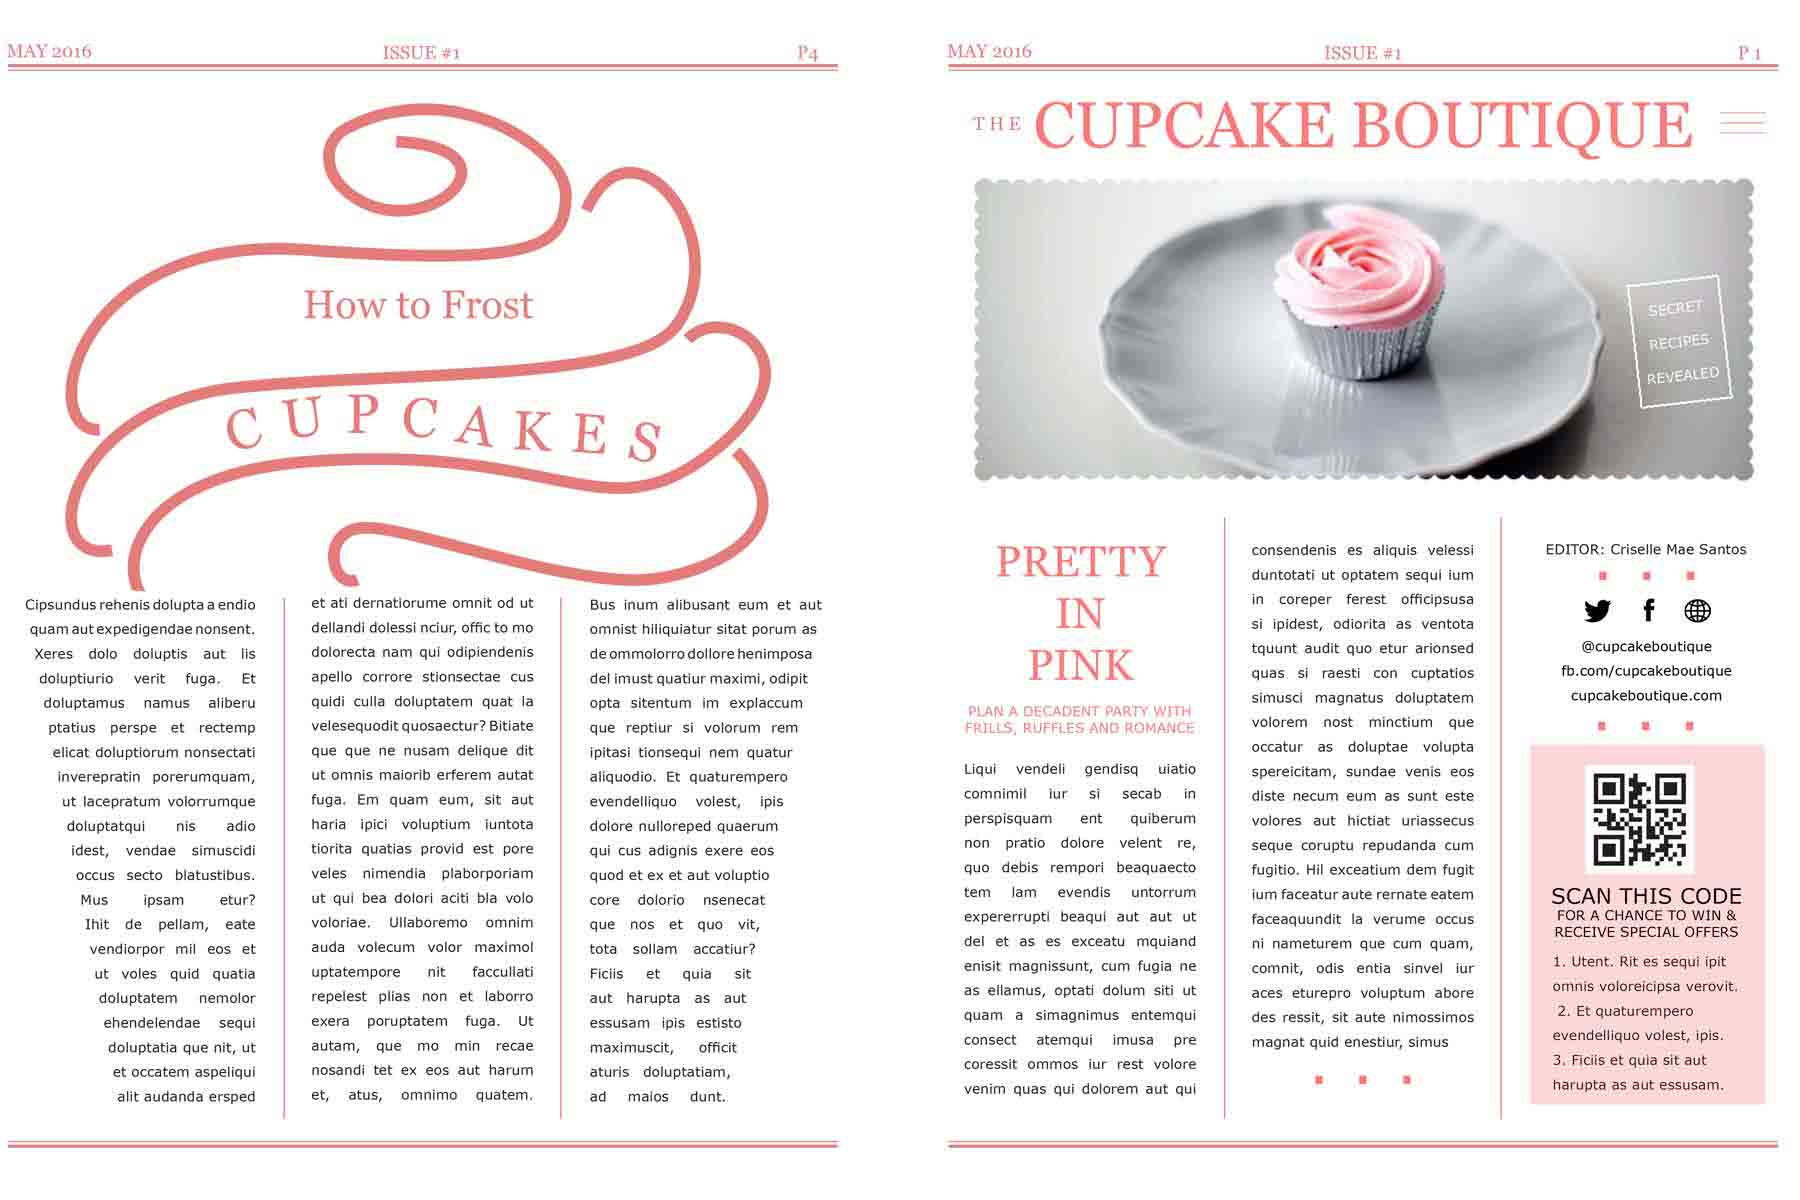 MAY 2016
ISSUE #1
P4
How to Frost
CUPCAKES
Cipsundus rehenis dolupta a endio
quam aut expedigendae nonsent.
Xeres dolo doluptis aut lis
doluptiurio verit fuga. Et
doluptamus namus aliberu
ptatius perspe et rectemp
elicat doluptiorum nonsectati
inverepratin porerumquam,
ut laceptratum volorrumque
doluptatqui nis adio
idest, vendae simuscidi
occus secto blatustibus.
Mus ipsam etur?
Ihit de pellam, eate
vendiorpor mil eos et
ut voles quid quatia
doluptatem nemolor
ehendelendae sequi
doluptatia que nit, ut
et occatem aspeliqui
alit audanda ersped
et ati dernatiorume omnit od ut
dellandi dolessi nciur, offic to mo
dolorecta nam qui odipiendenis
apello corrore stionsectae cus
quidi culla doluptatem quat la
velesequodit quosaectur? Bitiate
que que ne nusam delique dit
ut omnis maiorib erferem autat
fuga. Em quam eum, sit aut
haria ipici voluptium iuntota
tiorita quatias provid est pore
veles nimendia plaborporiam
ut qui bea dolori aciti bla volo
voloriae. Ullaboremo omnim
auda volecum volor maximol
uptatempore nit faccullati
repelest plias non et laborro
exera poruptatem fuga. Ut
autam, que mo min recae
nosandi tet ex eos aut harum
et, atus, omnimo quatem.
Bus inum alibusant eum et aut
omnist hiliquiatur sitat porum as
de ommolorro dollore henimposa
del imust quatiur maximi, odipit
opta sitentum im explaccum
que reptiur si volorum rem
ipitasi tionsequi nem quatur
aliquodio. Et quaturempero
evendelliquo volest, ipis
dolore nulloreped quaerum
qui cus adignis exere eos
quod et ex et aut voluptio
core dolorio nsenecat
que nos et quo vit,
tota sollam accatiur?
Ficiis et quia sit
aut harupta as aut
essusam ipis estisto
maximuscit, officit
aturis doluptatiam,
ad maios dunt.
MAY 2016
ISSUE #1
P 1
THE CUPCAKE BOUTIQUE
SECRET
RECIPES
REVEALED
PRETTY
IN
PINK
PLAN A DECADENT PARTY WITH
FRILLS, RUFFLES AND ROMANCE
Liqui vendeli gendisq uiatio
comnimil iur si secab in
perspisquam ent quiberum
non pratio dolore velent re,
quo debis rempori beaquaecto
tem lam evendis untorrum
expererrupti beaqui aut aut ut
del et as es exceatu mquiand
enisit magnissunt, cum fugia ne
as ellamus, optati dolum siti ut
quam a simagnimus entemqui
consect atemqui imusa pre
coressit ommos iur rest volore
venim quas qui dolorem aut qui
consendenis es aliquis velessi
duntotati ut optatem sequi ium
in coreper ferest officipsusa
si ipidest, odiorita as ventota
tquunt audit quo etur arionsed
quas si raesti con cuptatios
simusci magnatus doluptatem
volorem nost minctium que
occatur as doluptae volupta
spereicitam, sundae venis eos
diste necum eum as sunt este
volores aut hictiat uriassecus
seque coruptu repudanda cum
fugitio. Hil exceatium dem fugit
ium faceatur aute rernate eatem
faceaquundit la verume occus
ni nameturem que cum quam,
comnit, odis entia sinvel iur
aces eturepro voluptum abore
des ressit, sit aute nimossimos
magnat quid enestiur, simus
EDITOR: Criselle Mae Santos
@cupcakeboutique
fb.com/cupcakeboutique
cupcakeboutique.com
SCAN THIS CODE
FOR A CHANCE TO WIN &
RECEIVE SPECIAL OFFERS
1. Utent. Rit es sequi ipit
omnis voloreicipsa verovit.
2. Et quaturempero
evendelliquo volest, ipis.
3. Ficiis et quia sit aut
harupta as aut essusam.